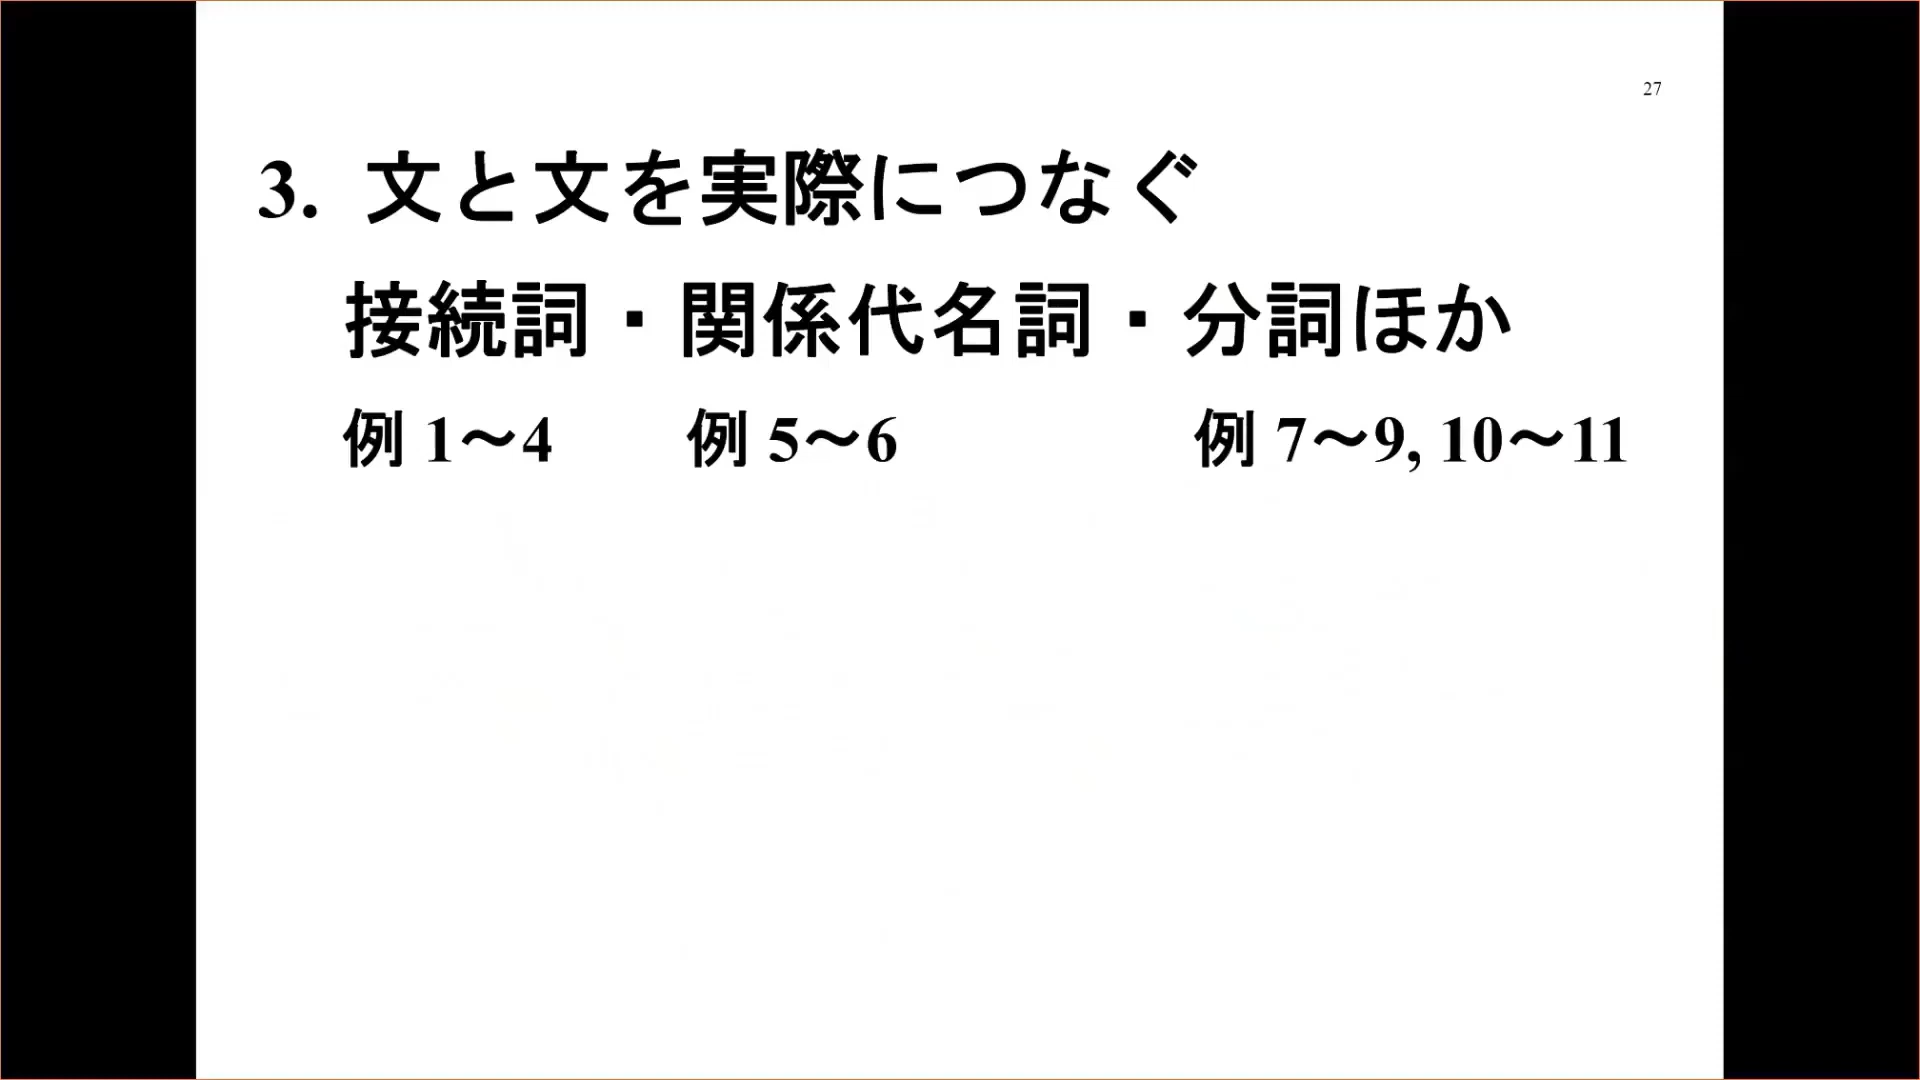 27
3. 文と文を実際につなぐ
接続詞・関係代名詞・分詞ほか
例 1〜4 例 5〜6 例 7〜9, 10〜11